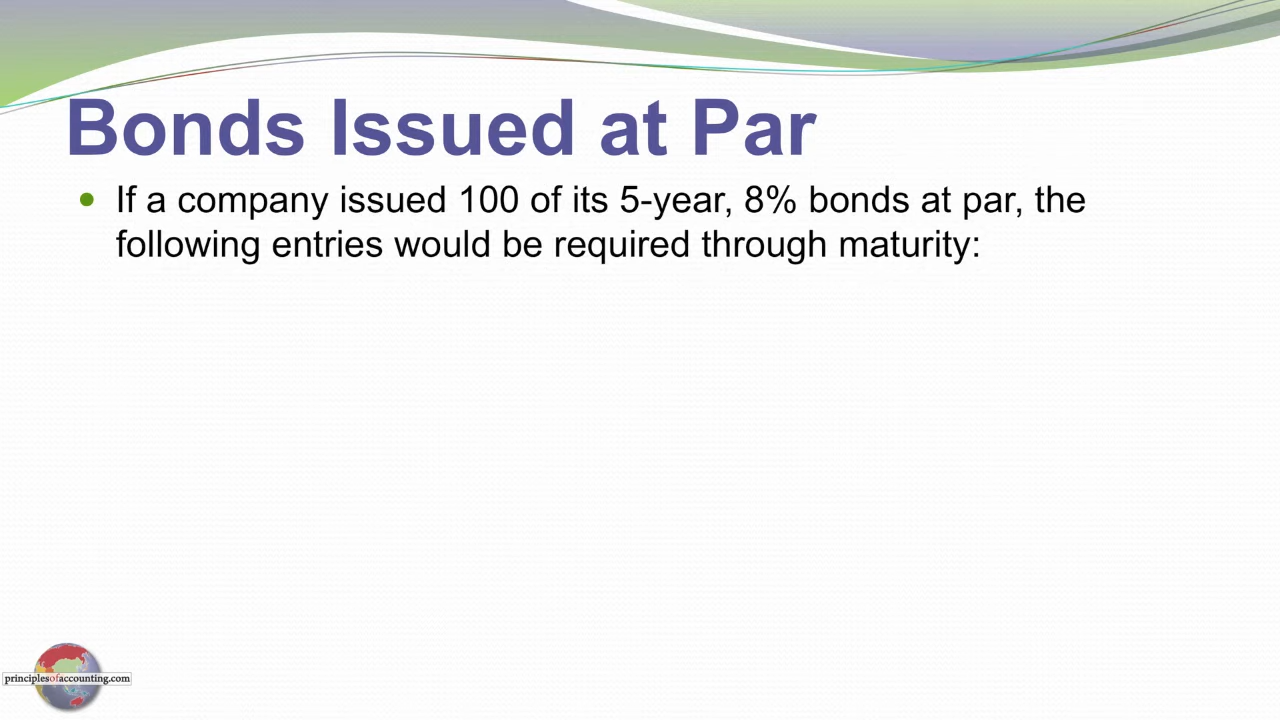 Bonds Issued at Par
• If a company issued 100 of its 5-year, 8% bonds at par, the
following entries would be required through maturity:
principlesofaccounting.com